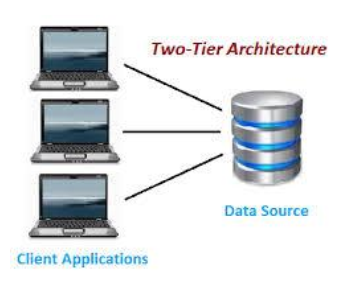 Two-Tier Architecture
Data Source
Client Applications